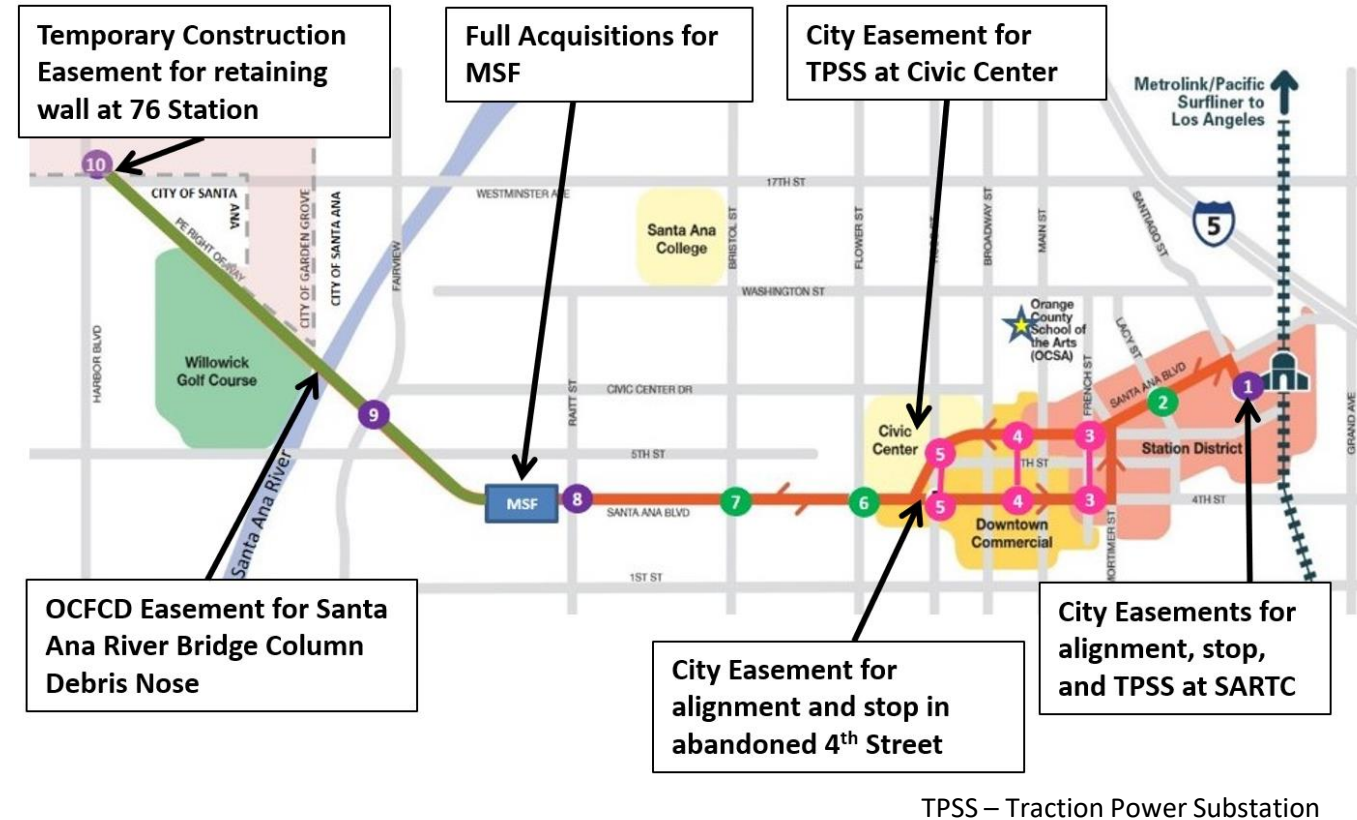 Temporary Construction
Easement for retaining
wall at 76 Station
Full Acquisitions for
MSF
City Easement for
TPSS at Civic Center
Metrolink/Pacific
Surfliner to
Los Angeles
10
CITY OF SANTA
ANA
PE RIGHT OF WAY
CITY OF GARDEN GROVE
CITY OF SANTA ANA
FAIRVIEW
WESTMINSTER AVE
17TH ST
Santa Ana
College
BRISTOL ST
FLOWER ST
BROADWAY ST
MAIN ST
SANTIAGO ST
5
WASHINGTON ST
Orange
County
School of
the Arts
(OCSA)
LACY ST
FRENCH ST
HARBOR BLVD
Willowick
Golf Course
RAITT ST
CIVIC CENTER DR
SANTA ANA BLVD
2
1
GRAND AVE
9
Civic
Center
5
4
3
Station District
5TH ST
TH ST
Santa Ana River
MSF
8
SANTA ANA BLVD
7
6
5
4
3
4TH ST
Downtown
Commercial
MORTIMER ST
1ST ST
OCFCD Easement for Santa
Ana River Bridge Column
Debris Nose
City Easement for
alignment and stop in
abandoned 4th Street
City Easements for
alignment, stop,
and TPSS at SARTC
TPSS – Traction Power Substation